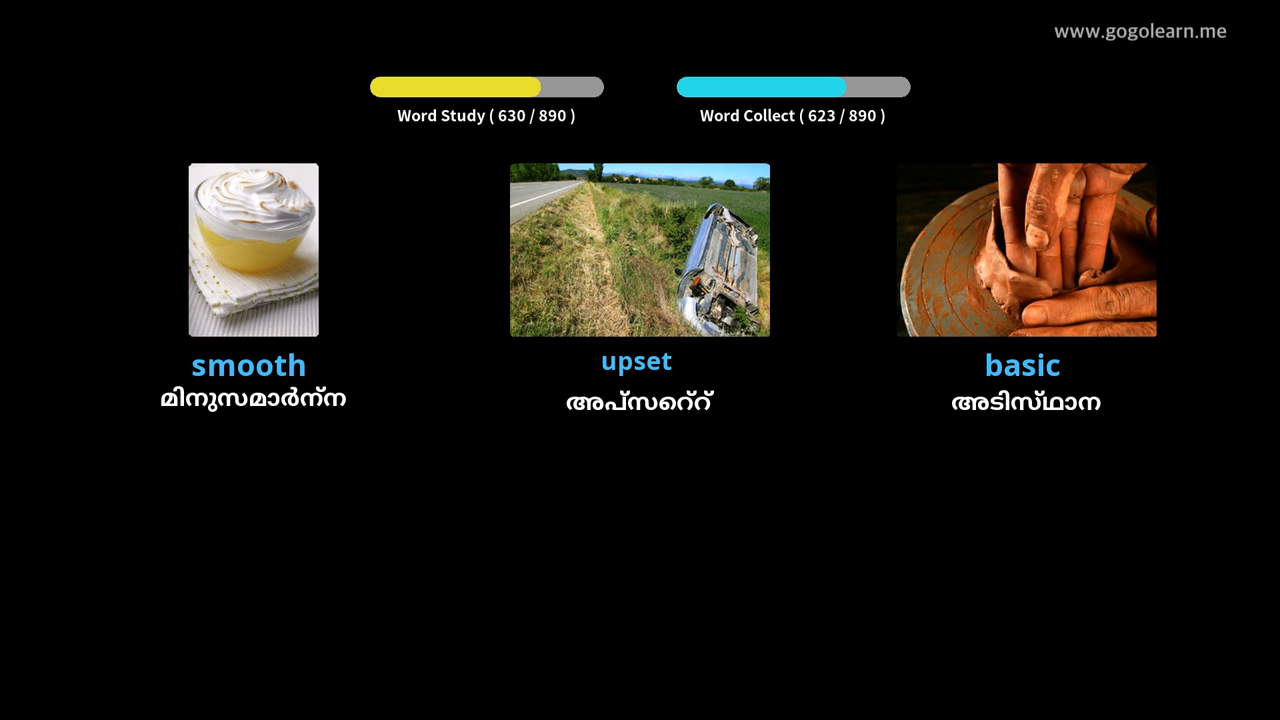 www.gogolearn.me
Word Study ( 630 / 890 )
Word Collect ( 623 / 890 )
smooth
മിനുസമാർന്ന
upset
അപ്സറ്റെ്
basic
അടിസ്ഥാന